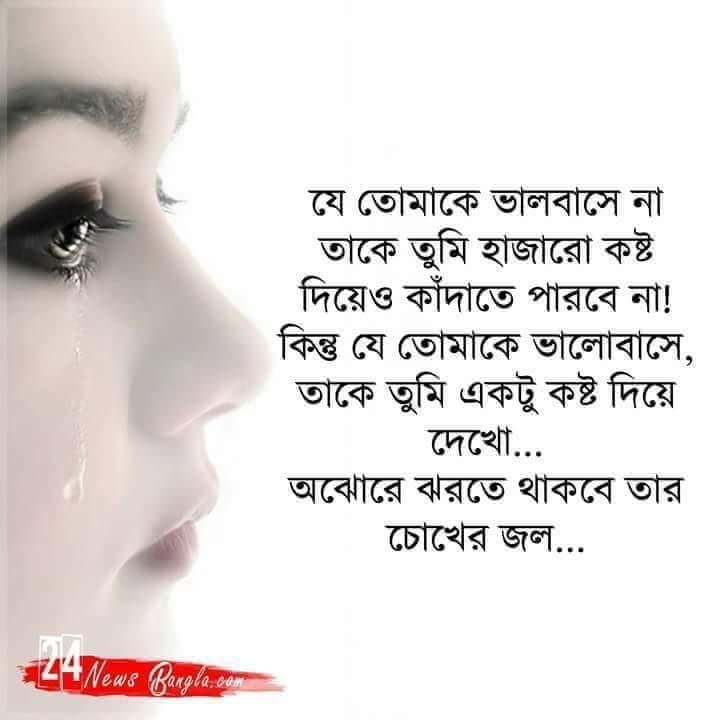 যে তোমাকে ভালবাসে না
তাকে তুমি হাজারো কষ্ট
দিয়েও কাঁদাতে পারবে না!
কিন্তু যে তোমাকে ভালোবাসে,
তাকে তুমি একটু কষ্ট দিয়ে
দেখো...
অঝোরে ঝরতে থাকবে তার
চোখের জল...
24 News Bangla.com